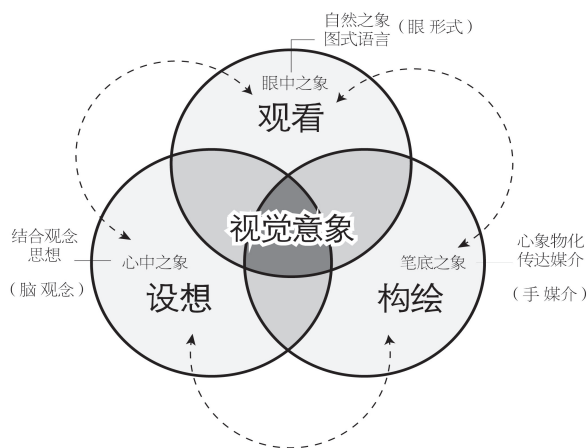 自然之象
图式语言
（眼 形式）
眼中之象
观看
视觉意象
结合观念
思想
（脑 观念）
心中之象
设想
笔底之象
构绘
心象物化
传达媒介
（手 媒介）